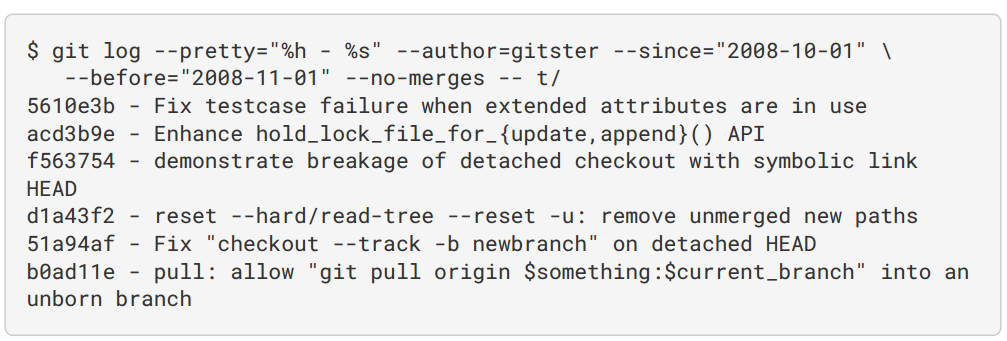 $ git log --pretty="%h - %s" --author=gitster --since="2008-10-01" \
   --before="2008-11-01" --no-merges -- t/
5610e3b - Fix testcase failure when extended attributes are in use
acd3b9e - Enhance hold_lock_file_for_{update,append}() API
f563754 - demonstrate breakage of detached checkout with symbolic link
HEAD
d1a43f2 - reset --hard/read-tree --reset -u: remove unmerged new paths
51a94af - Fix "checkout --track -b newbranch" on detached HEAD
b0ad11e - pull: allow "git pull origin $something:$current_branch" into an
unborn branch